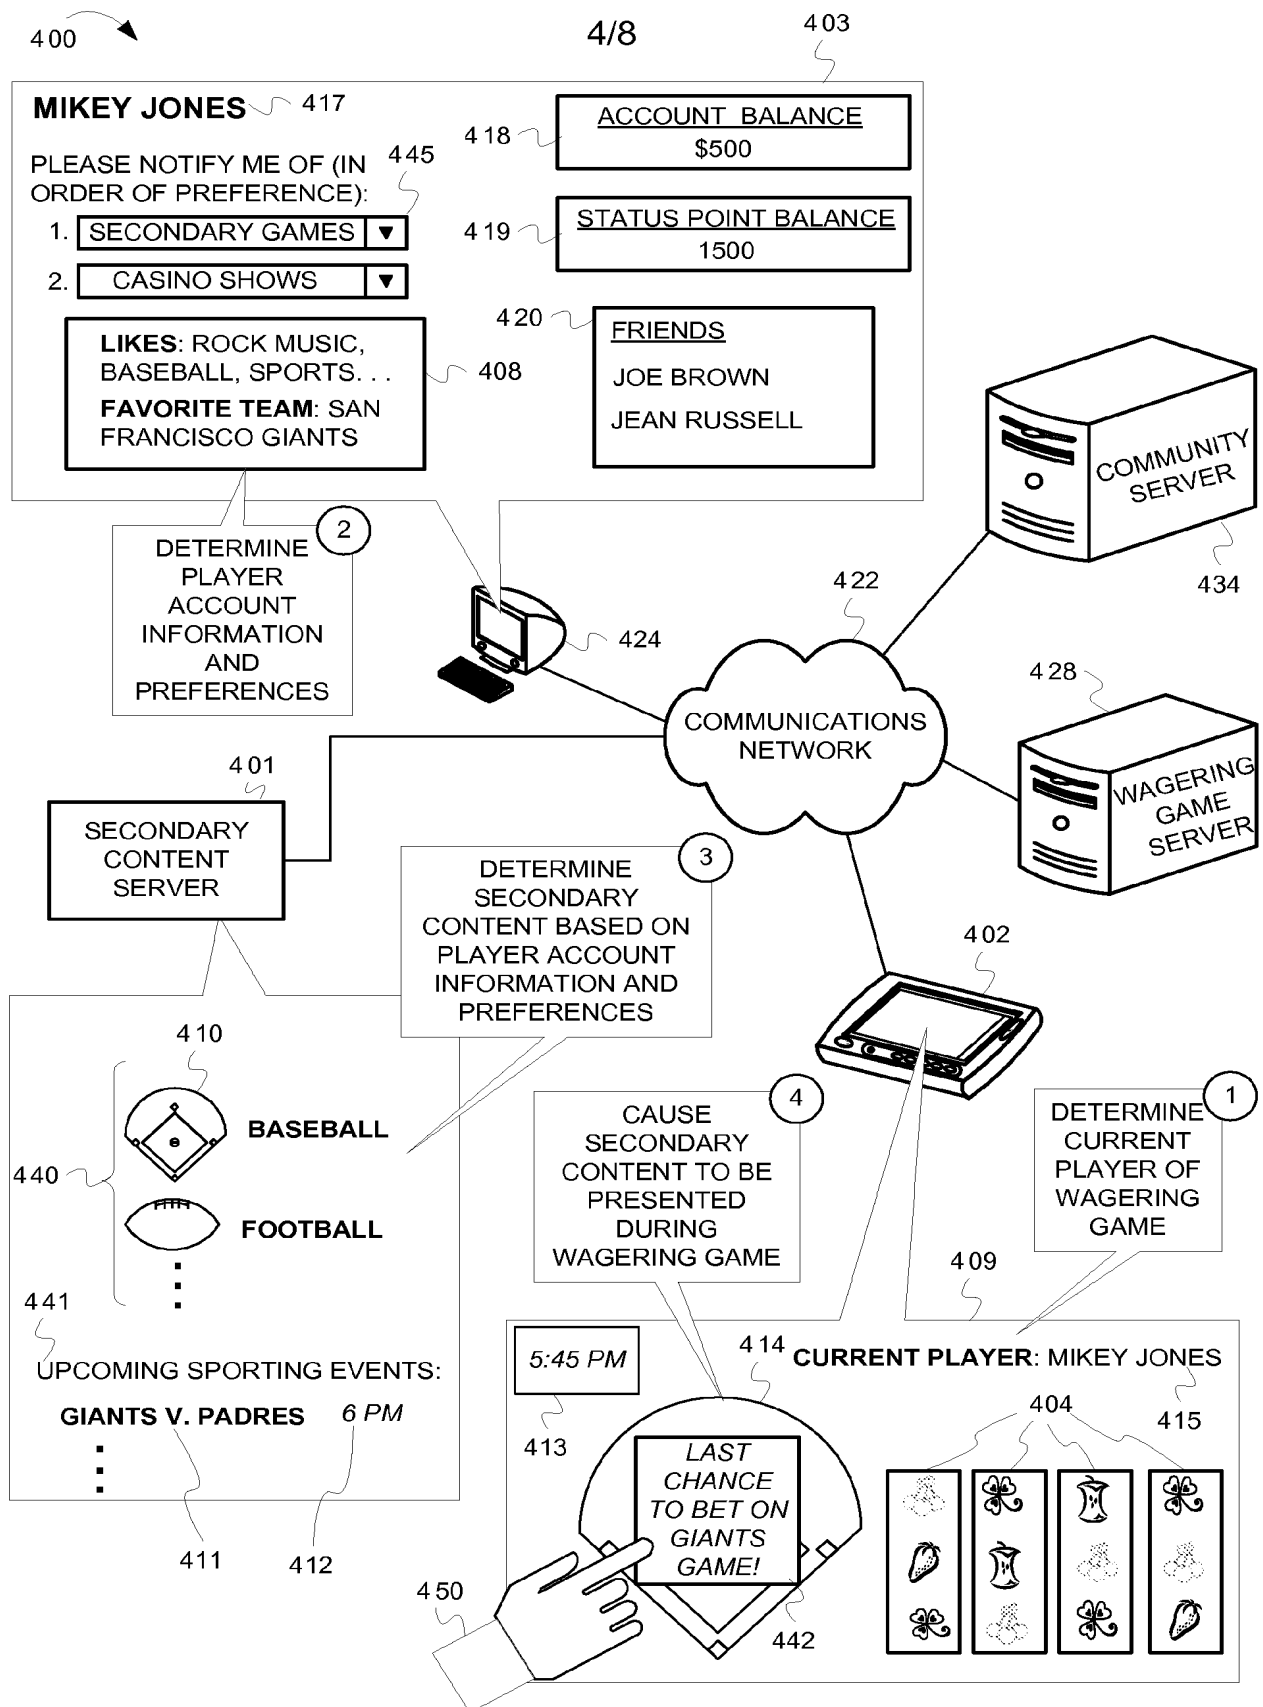 400
4/8
403
MIKEY JONES
417
PLEASE NOTIFY ME OF (IN
ORDER OF PREFERENCE):
445
1. SECONDARY GAMES
2. CASINO SHOWS
418
ACCOUNT BALANCE
$500
419
STATUS POINT BALANCE
1500
LIKES: ROCK MUSIC,
BASEBALL, SPORTS. . .
FAVORITE TEAM: SAN
FRANCISCO GIANTS
408
420
FRIENDS
JOE BROWN
JEAN RUSSELL
COMMUNITY
SERVER
434
2
DETERMINE
PLAYER
ACCOUNT
INFORMATION
AND
PREFERENCES
424
422
COMMUNICATIONS
NETWORK
428
WAGERING
GAME
SERVER
401
SECONDARY
CONTENT
SERVER
3
DETERMINE
SECONDARY
CONTENT BASED ON
PLAYER ACCOUNT
INFORMATION AND
PREFERENCES
402
410
BASEBALL
440
FOOTBALL
441
UPCOMING SPORTING EVENTS:
GIANTS V. PADRES 6 PM
411
412
4
CAUSE
SECONDARY
CONTENT TO BE
PRESENTED
DURING
WAGERING GAME
1
DETERMINE
CURRENT
PLAYER OF
WAGERING
GAME
409
5:45 PM
413
414
CURRENT PLAYER: MIKEY JONES
404
415
LAST
CHANCE
TO BET ON
GIANTS
GAME!
450
442